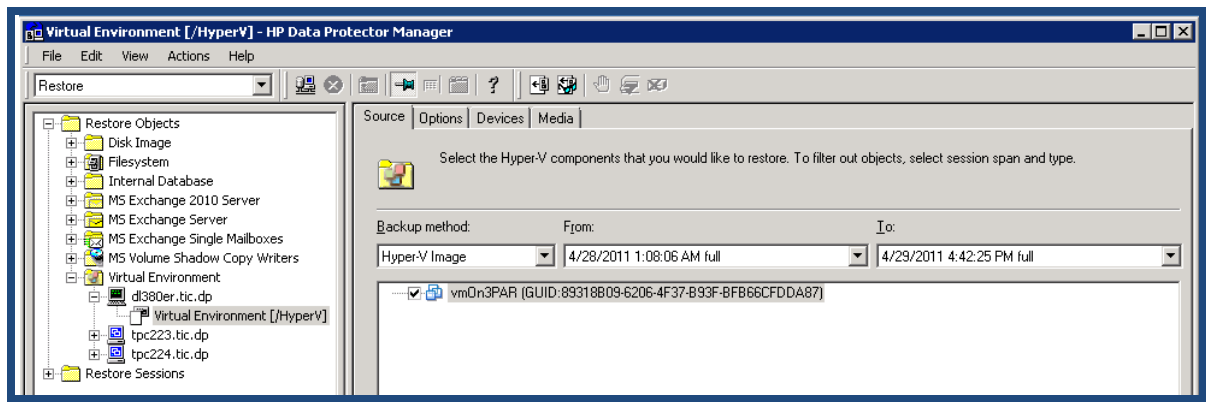 Virtual Environment [/HyperV] - HP Data Protector Manager
File Edit View Actions Help
Restore
Restore Objects
Disk Image
Filesystem
Internal Database
MS Exchange 2010 Server
MS Exchange Server
MS Exchange Single Mailboxes
MS Volume Shadow Copy Writers
Virtual Environment
dl380er.tic.dp
Virtual Environment [/HyperV]
tpc223.tic.dp
tpc224.tic.dp
Restore Sessions
Source Options Devices Media
Select the Hyper-V components that you would like to restore. To filter out objects, select session span and type.
Backup method: From: To:
Hyper-V Image 4/28/2011 1:08:06 AM full 4/29/2011 4:42:25 PM full
vmOn3PAR (GUID:89318B09-6206-4F37-B93F-BFB66CFDDA87)